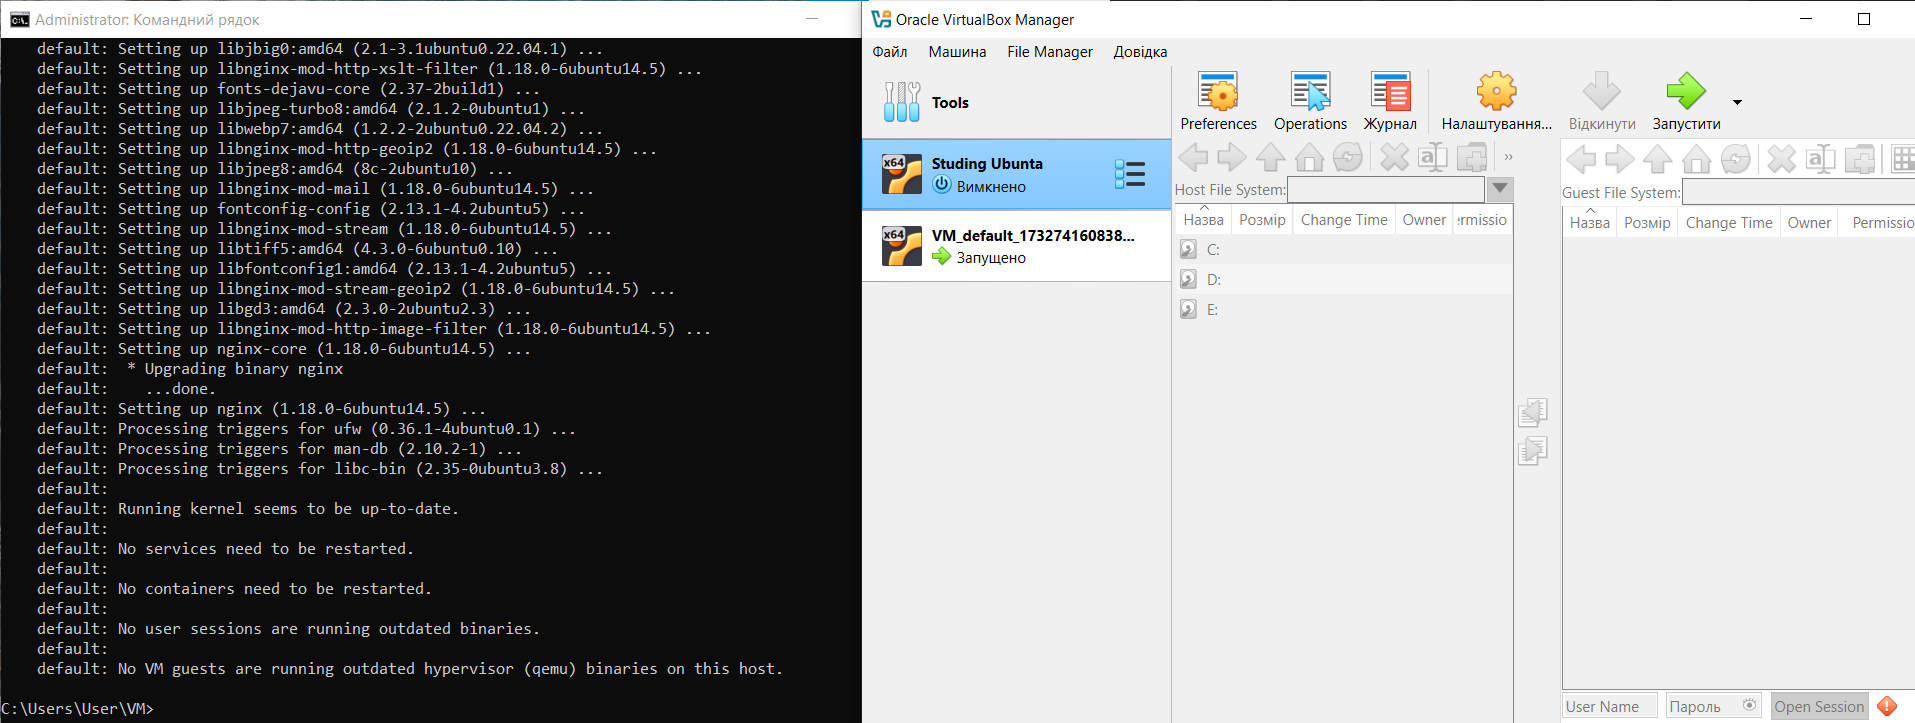 Administrator: Командний рядок
default: Setting up libjbig0:amd64 (2.1-3.1ubuntu0.22.04.1) ...
default: Setting up libnginx-mod-http-xslt-filter (1.18.0-6ubuntu14.5) ...
default: Setting up fonts-dejavu-core (2.37-2build1) ...
default: Setting up libjpeg-turbo8:amd64 (2.1.2-0ubuntu1) ...
default: Setting up libwebp7:amd64 (1.2.2-2ubuntu0.22.04.2) ...
default: Setting up libnginx-mod-http-geoip2 (1.18.0-6ubuntu14.5) ...
default: Setting up libjpeg8:amd64 (8c-2ubuntu10) ...
default: Setting up libnginx-mod-mail (1.18.0-6ubuntu14.5) ...
default: Setting up fontconfig-config (2.13.1-4.2ubuntu5) ...
default: Setting up libnginx-mod-stream (1.18.0-6ubuntu14.5) ...
default: Setting up libtiff5:amd64 (4.3.0-6ubuntu0.10) ...
default: Setting up libfontconfig1:amd64 (2.13.1-4.2ubuntu5) ...
default: Setting up libnginx-mod-stream-geoip2 (1.18.0-6ubuntu14.5) ...
default: Setting up libgd3:amd64 (2.3.0-2ubuntu2.3) ...
default: Setting up libnginx-mod-http-image-filter (1.18.0-6ubuntu14.5) ...
default: Setting up nginx-core (1.18.0-6ubuntu14.5) ...
default:  * Upgrading binary nginx
default:    ...done.
default: Setting up nginx (1.18.0-6ubuntu14.5) ...
default: Processing triggers for ufw (0.36.1-4ubuntu0.1) ...
default: Processing triggers for man-db (2.10.2-1) ...
default: Processing triggers for libc-bin (2.35-0ubuntu3.8) ...
default:
default: Running kernel seems to be up-to-date.
default:
default: No services need to be restarted.
default:
default: No containers need to be restarted.
default:
default: No user sessions are running outdated binaries.
default:
default: No VM guests are running outdated hypervisor (qemu) binaries on this host.
C:\Users\User\VM>
Oracle VirtualBox Manager
Файл Машина File Manager Довідка
Tools
x64 Studing Ubunta
Вимкнено
x64 VM_default_173274160838...
Запущено
Preferences Operations Журнал Налаштування... Відкинути Запустити
Host File System:
Назва Розмір Change Time Owner ermissio
C:
D:
E:
Guest File System:
Назва Розмір Change Time Owner Permissio
User Name Пароль Open Session